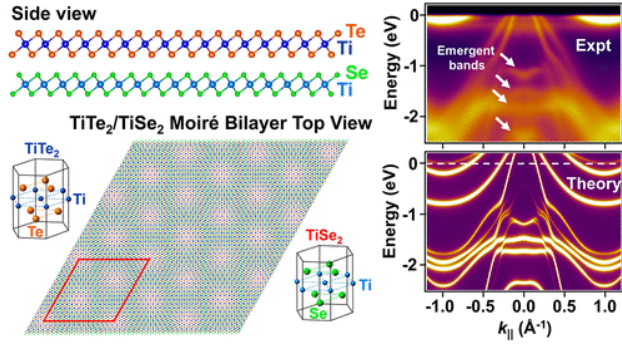 Side view
Te
Ti
Se
Ti
TiTe₂/TiSe₂ Moiré Bilayer Top View
TiTe₂
Ti
Te
TiSe₂
Ti
Se
Expt
Emergent
bands
Energy (eV)
0
-1
-2
Theory
Energy (eV)
0
-1
-2
-1.0 -0.5 0.0 0.5 1.0
k|| (Å⁻¹)